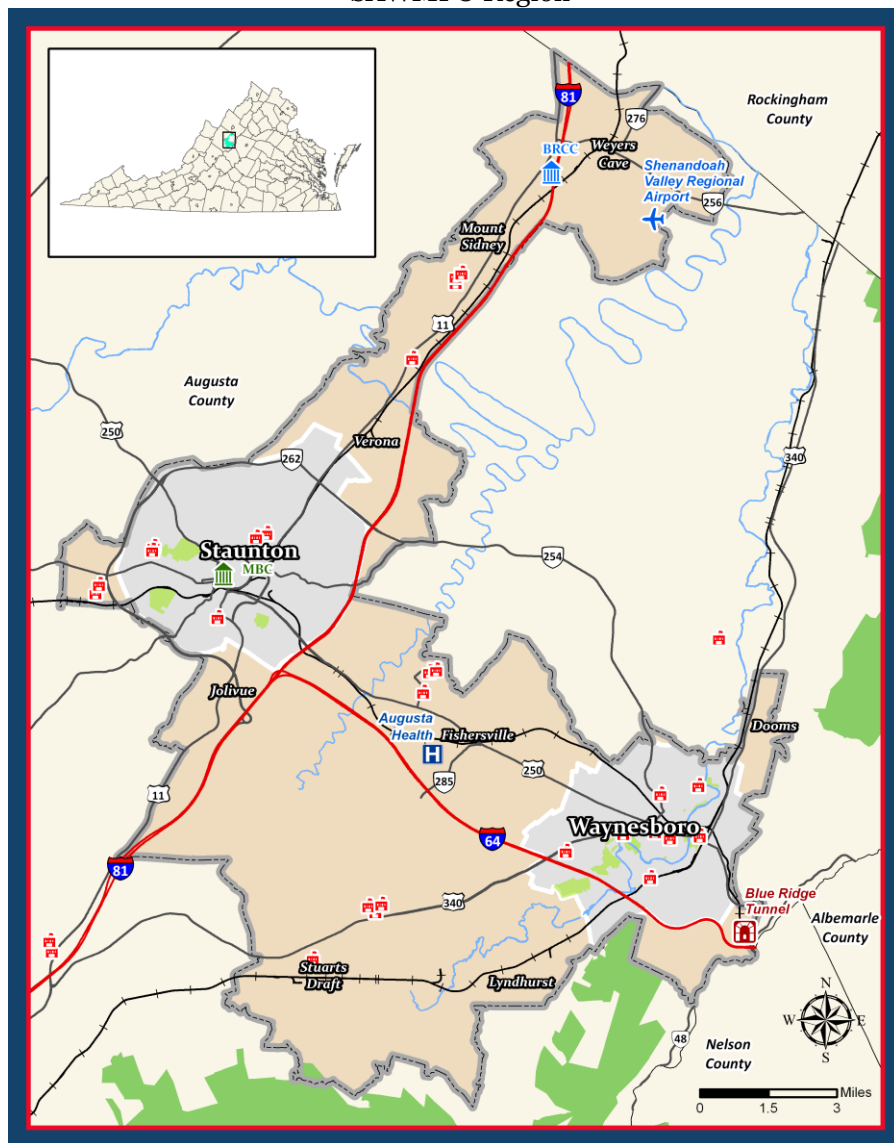 SAWMPO Region
81
Rockingham
County
276
BRCC
Weyers
Cave
Shenandoah
Valley Regional
Airport
256
Mount
Sidney
11
Augusta
County
250
Verona
262
340
Staunton
MBC
254
Jolivue
Augusta
Health
H
Fishersville
Dooms
285
250
11
64
Waynesboro
81
340
Blue Ridge
Tunnel
Albemarle
County
Stuarts
Draft
Lyndhurst
N
W
E
S
48
Nelson
County
Miles
0
1.5
3